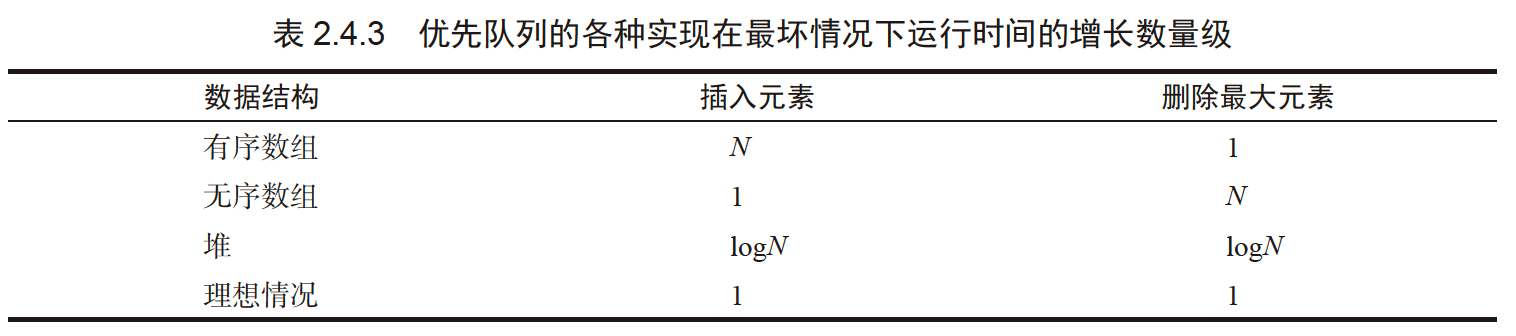 表 2.4.3 优先队列的各种实现在最坏情况下运行时间的增长数量级
数据结构 插入元素 删除最大元素
有序数组 N 1
无序数组 1 N
堆 logN logN
理想情况 1 1